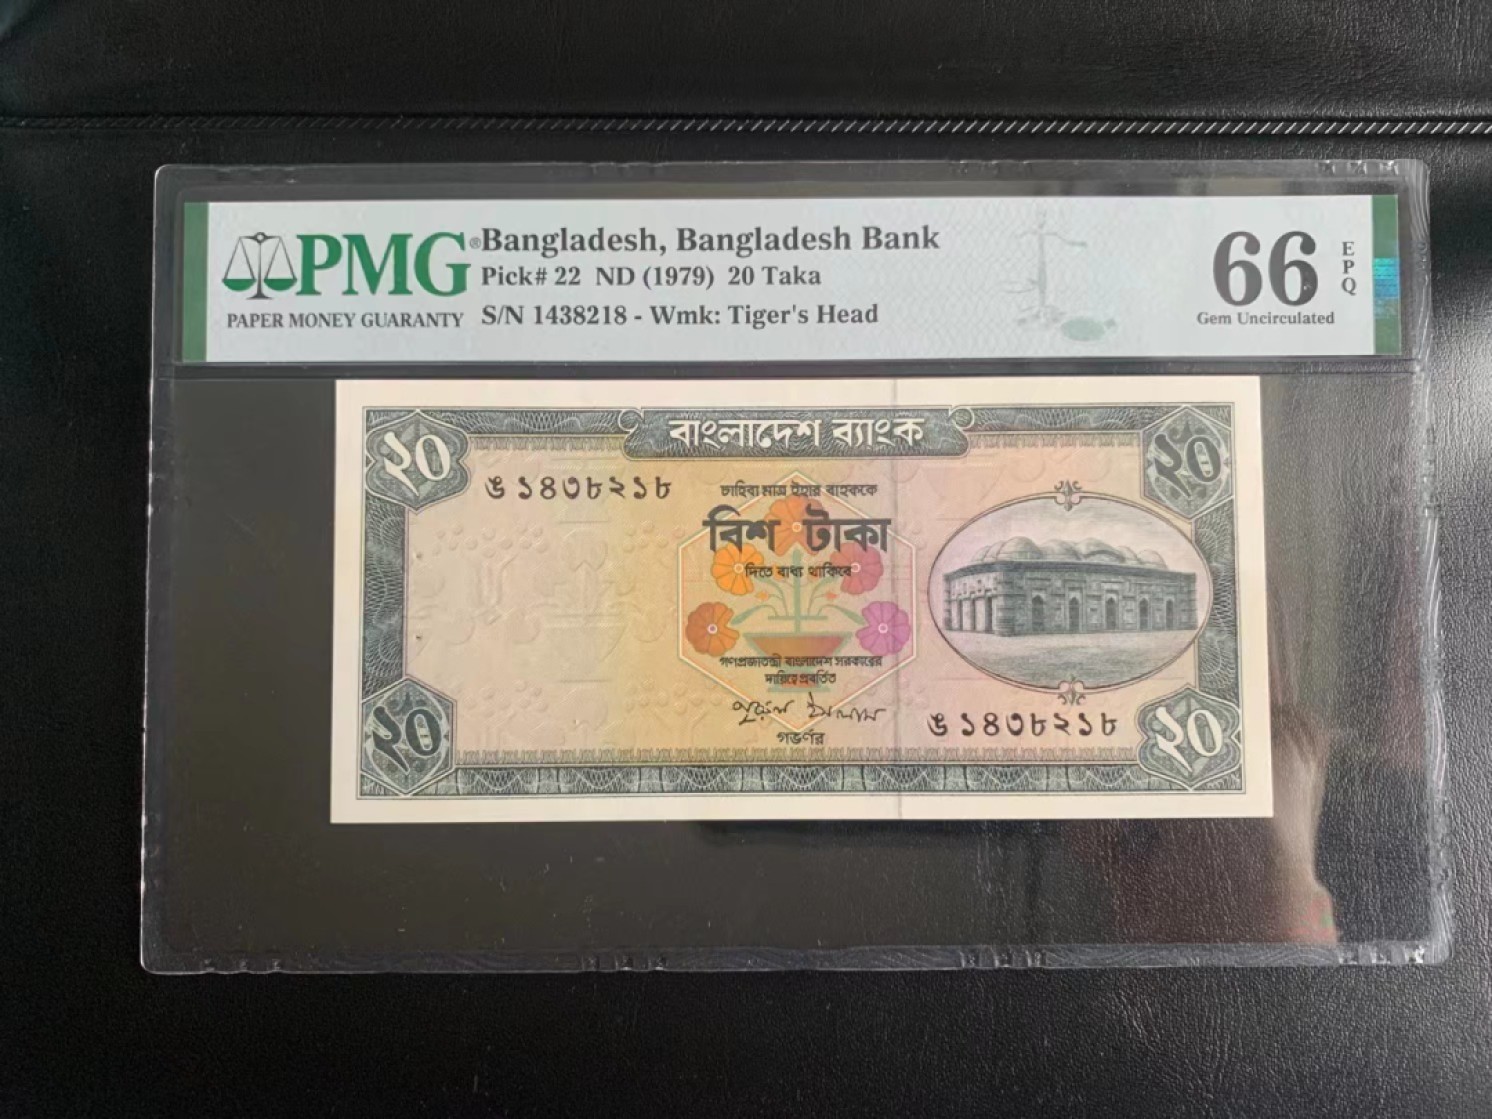 PMG®
PAPER MONEY GUARANTY
Bangladesh, Bangladesh Bank
Pick# 22 ND (1979) 20 Taka
S/N 1438218 - Wmk: Tiger's Head
66
EPQ
Gem Uncirculated
বাংলাদেশ ব্যাংক
২০
২০
ঙ ১৪৩৮২১৮
চাহিবা মাত্র ইহার বাহককে
বিশ টাকা
দিতে বাধ্য থাকিবে
গণপ্রজাতন্ত্রী বাংলাদেশ সরকারের
দায়িত্বে প্রবর্তিত
নূরুল ইসলাম
গভর্ণর
ঙ ১৪৩৮২১৮
২০
২০